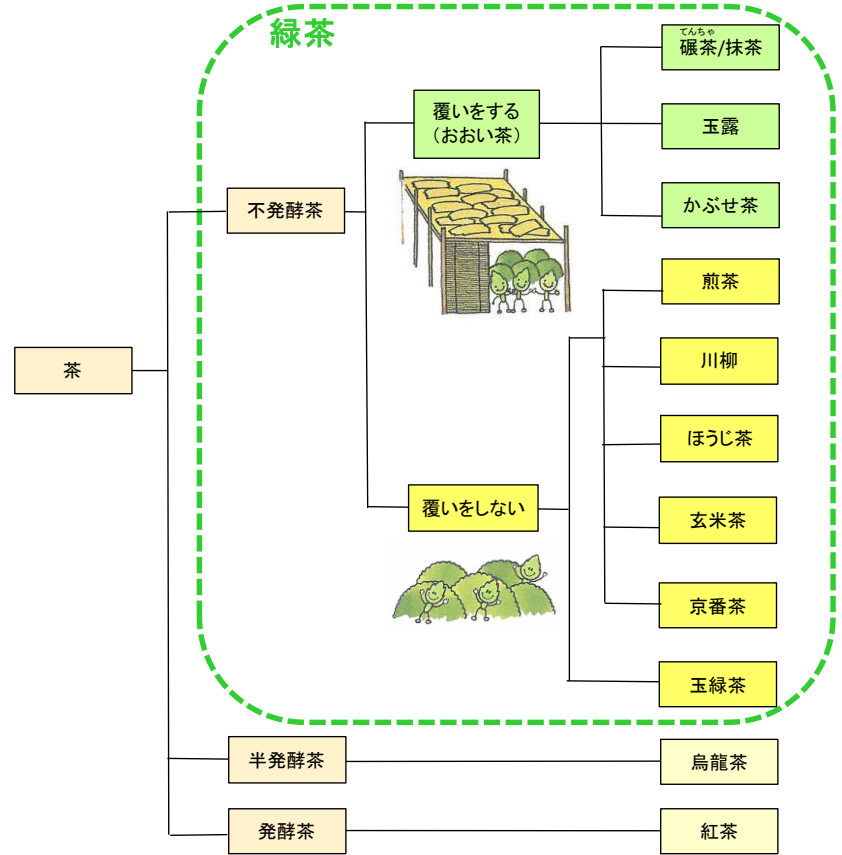 緑茶
てんちゃ
碾茶/抹茶
覆いをする
（おおい茶）
玉露
不発酵茶
かぶせ茶
煎茶
茶
川柳
ほうじ茶
覆いをしない
玄米茶
京番茶
玉緑茶
半発酵茶
烏龍茶
発酵茶
紅茶